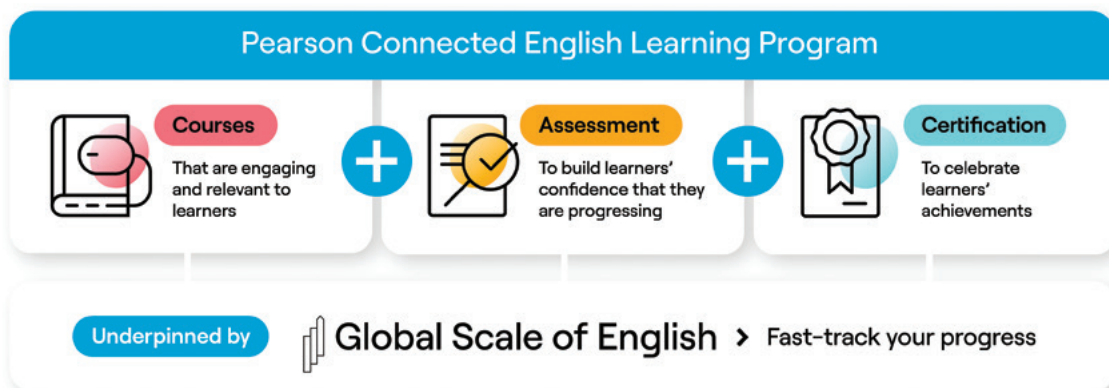 Pearson Connected English Learning Program
Courses
That are engaging
and relevant to
learners
Assessment
To build learners'
confidence that they
are progressing
Certification
To celebrate
learners'
achievements
Underpinned by
Global Scale of English > Fast-track your progress